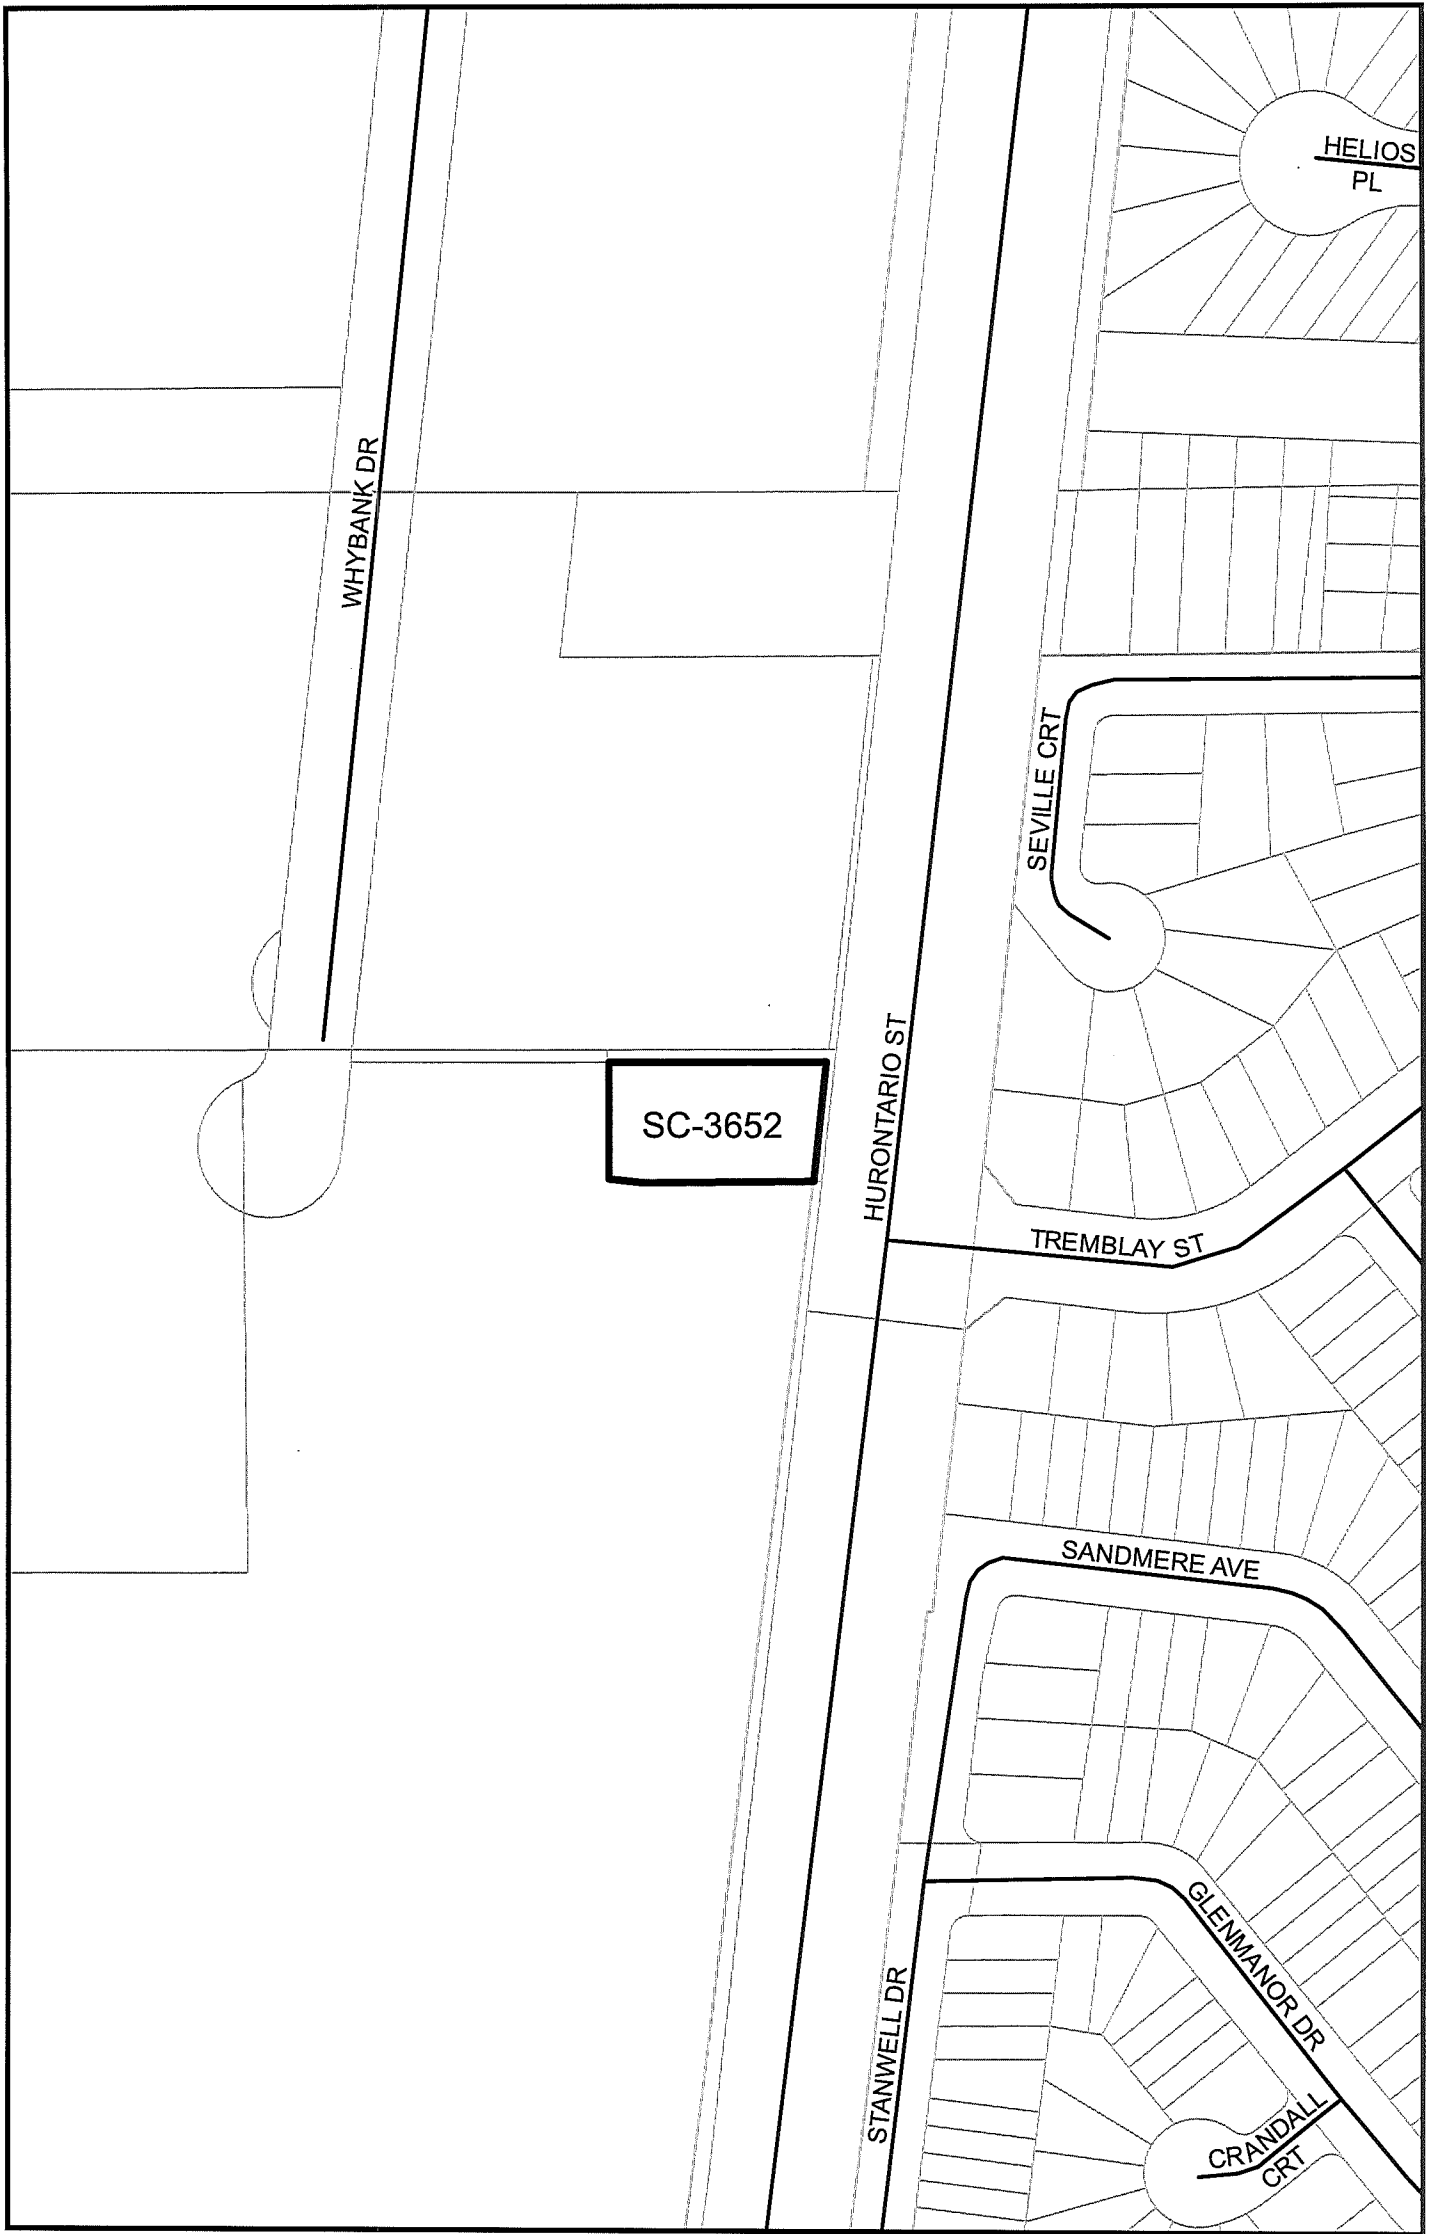 HELIOS
PL
WHYBANK DR
SEVILLE CRT
HURONTARIO ST
SC-3652
TREMBLAY ST
SANDMERE AVE
GLENMANOR DR
STANWELL DR
CRANDALL
CRT